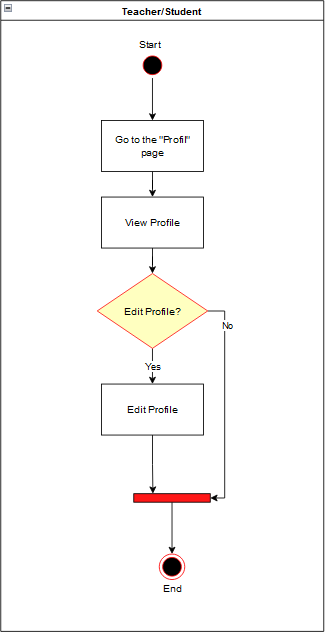 Teacher/Student
Start
Go to the "Profil"
page
View Profile
Edit Profile?
No
Yes
Edit Profile
End